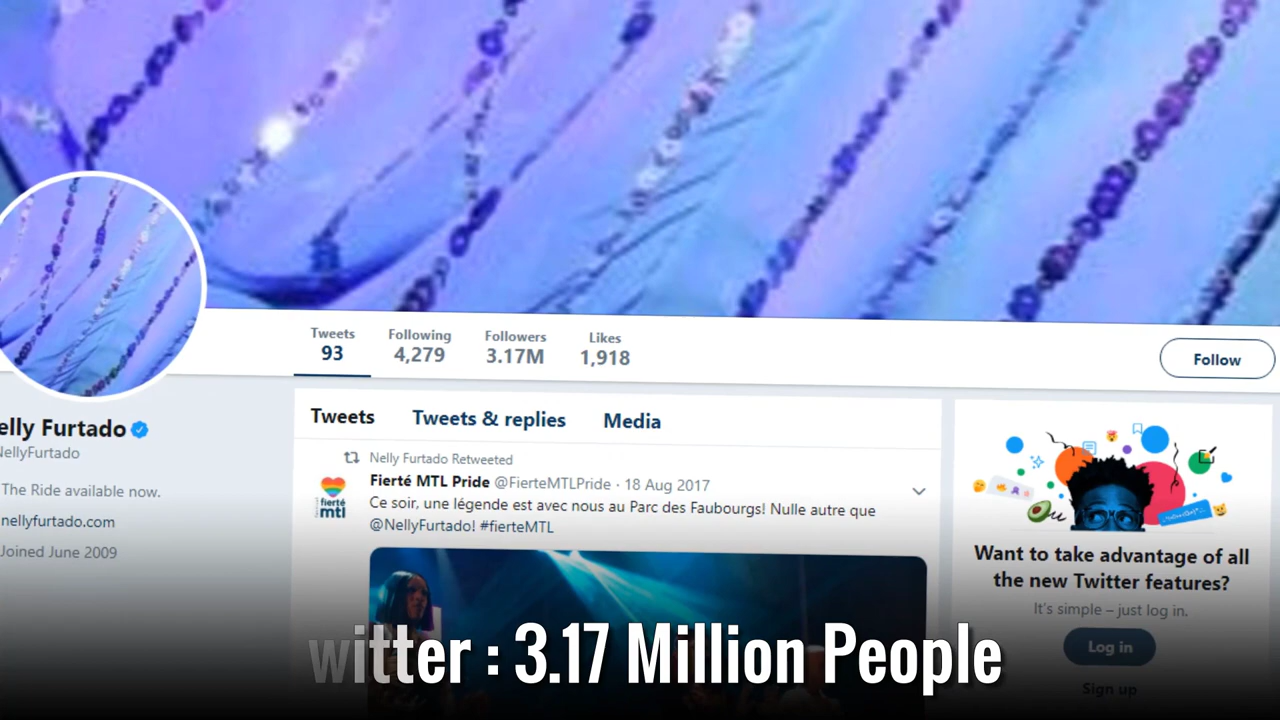 Tweets Following Followers Likes
93 4,279 3.17M 1,918
Follow
elly Furtado
NellyFurtado
The Ride available now.
nellyfurtado.com
Joined June 2009
Tweets Tweets & replies Media
Nelly Furtado Retweeted
Fierté MTL Pride @FierteMTLPride · 18 Aug 2017
Ce soir, une légende est avec nous au Parc des Faubourgs! Nulle autre que
@NellyFurtado! #fierteMTL
fierté
mtl
Want to take advantage of all
the new Twitter features?
It's simple – just log in.
Log in
Sign up
witter : 3.17 Million People